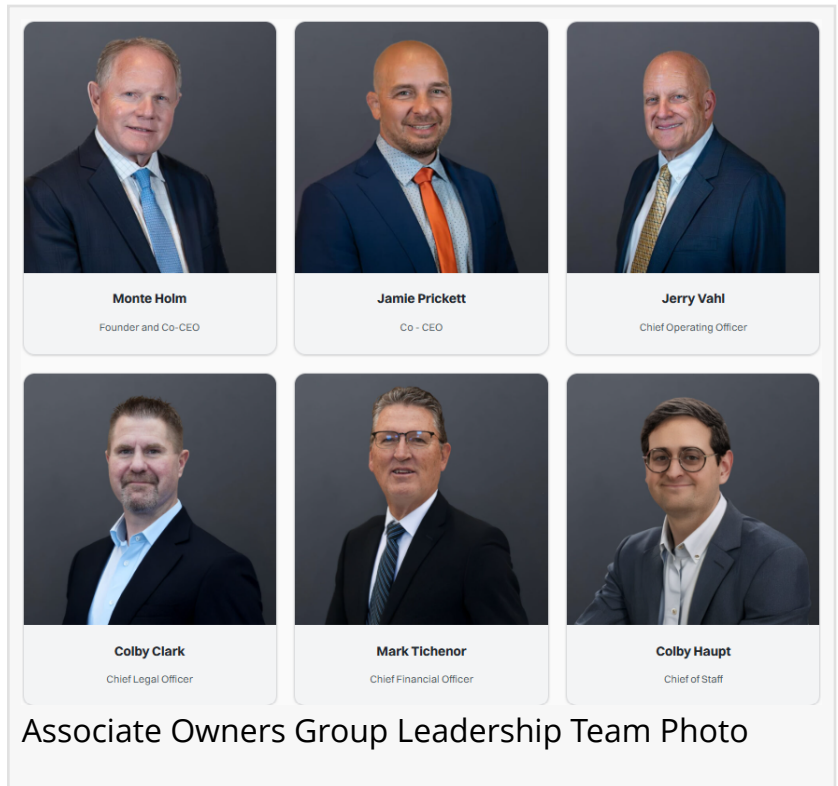 Monte Holm
Founder and Co-CEO
Jamie Prickett
Co - CEO
Jerry Vahl
Chief Operating Officer
Colby Clark
Chief Legal Officer
Mark Tichenor
Chief Financial Officer
Colby Haupt
Chief of Staff
Associate Owners Group Leadership Team Photo